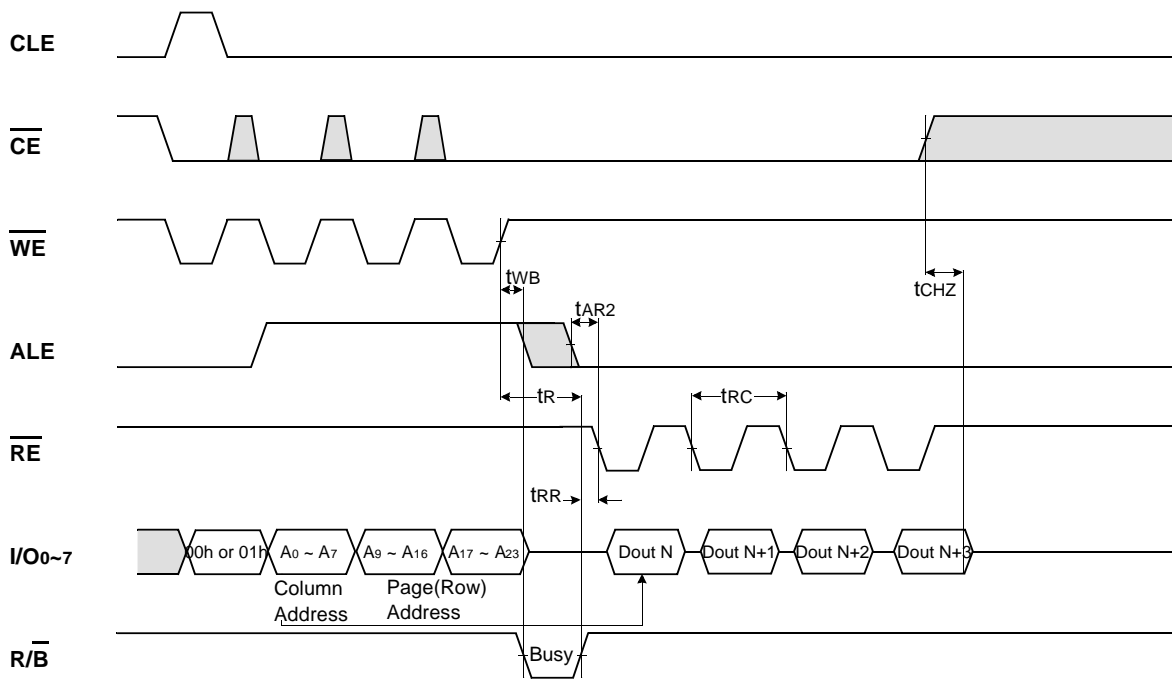 CLE
CE
WE
tWB
tCHZ
tAR2
ALE
tR
tRC
RE
tRR
I/O0~7
00h or 01h
A0 ~ A7
A9 ~ A16
A17 ~ A23
Dout N
Dout N+1
Dout N+2
Dout N+3
Column
Address
Page(Row)
Address
R/B
Busy